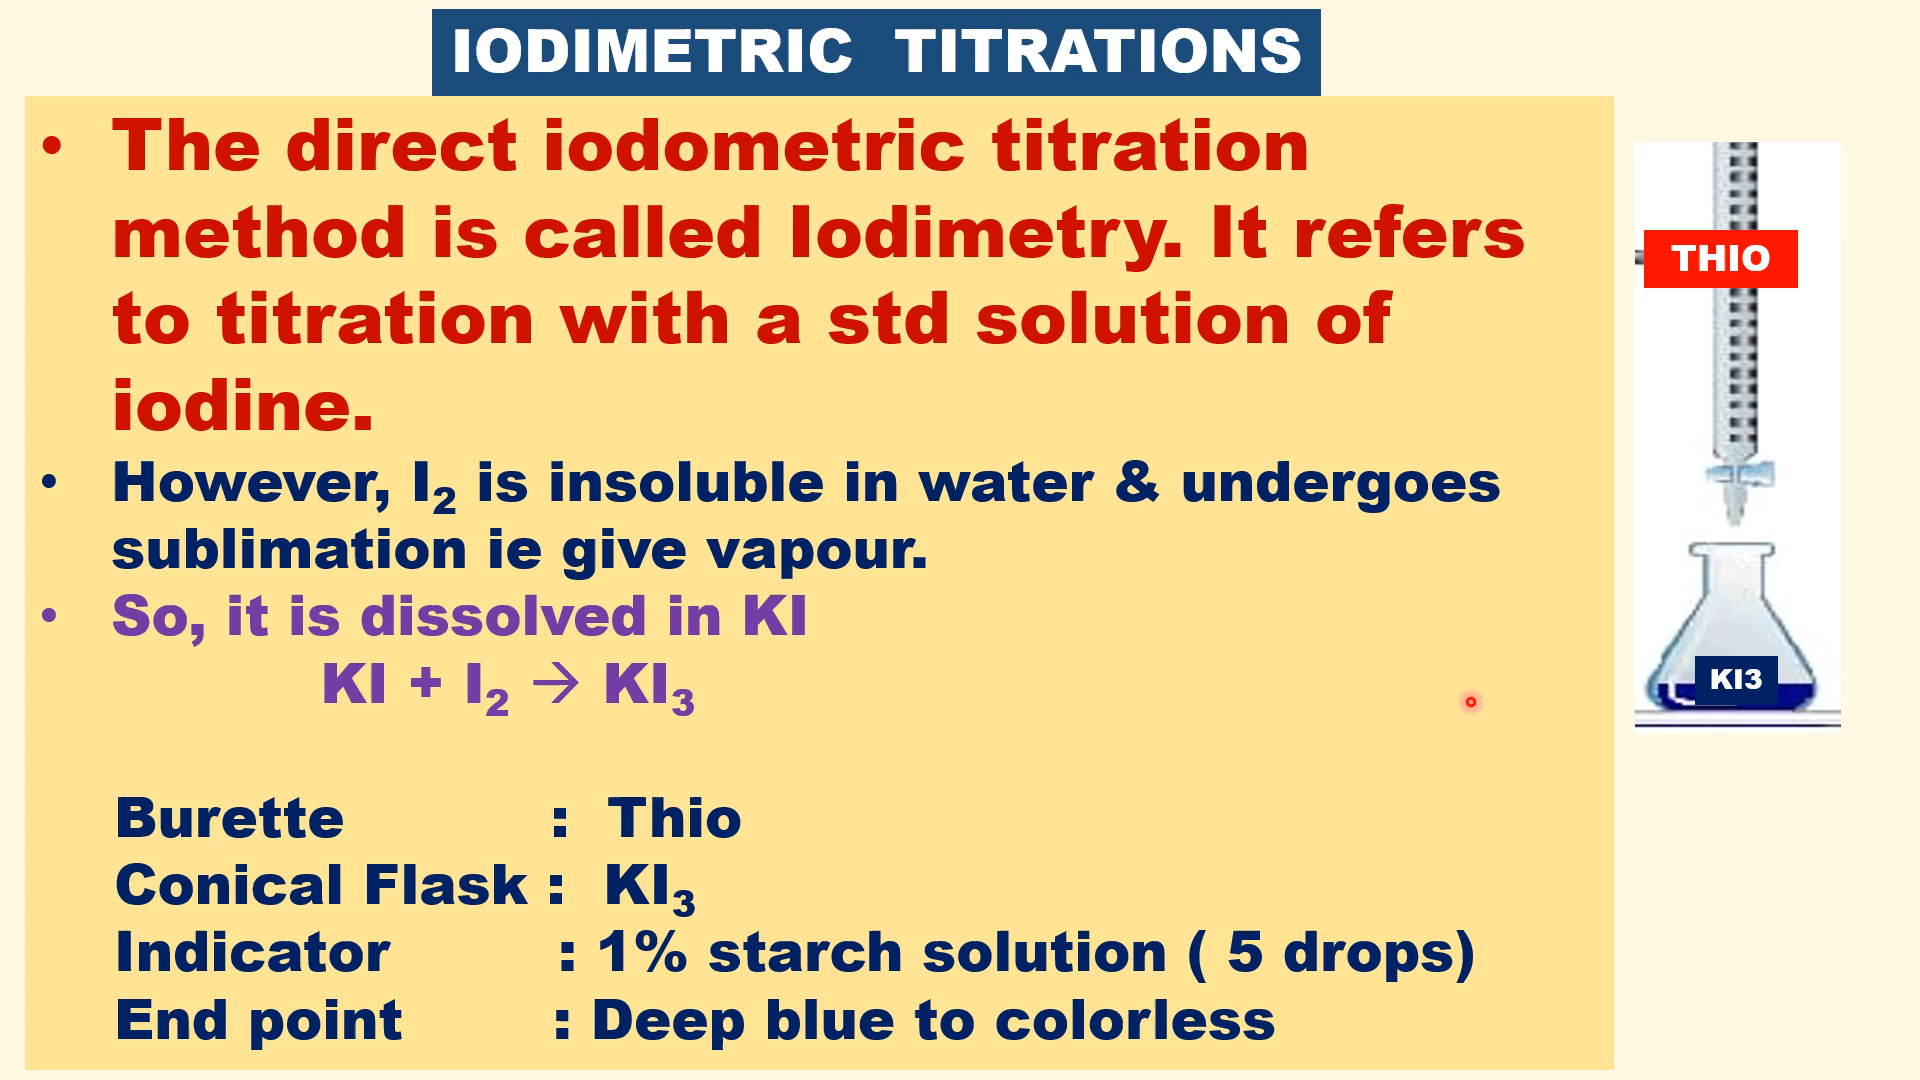 IODIMETRIC TITRATIONS
• The direct iodometric titration
method is called Iodimetry. It refers
to titration with a std solution of
iodine.
• However, I₂ is insoluble in water & undergoes
sublimation ie give vapour.
• So, it is dissolved in KI
KI + I₂ → KI₃
Burette : Thio
Conical Flask : KI₃
Indicator : 1% starch solution ( 5 drops)
End point : Deep blue to colorless
THIO
KI3